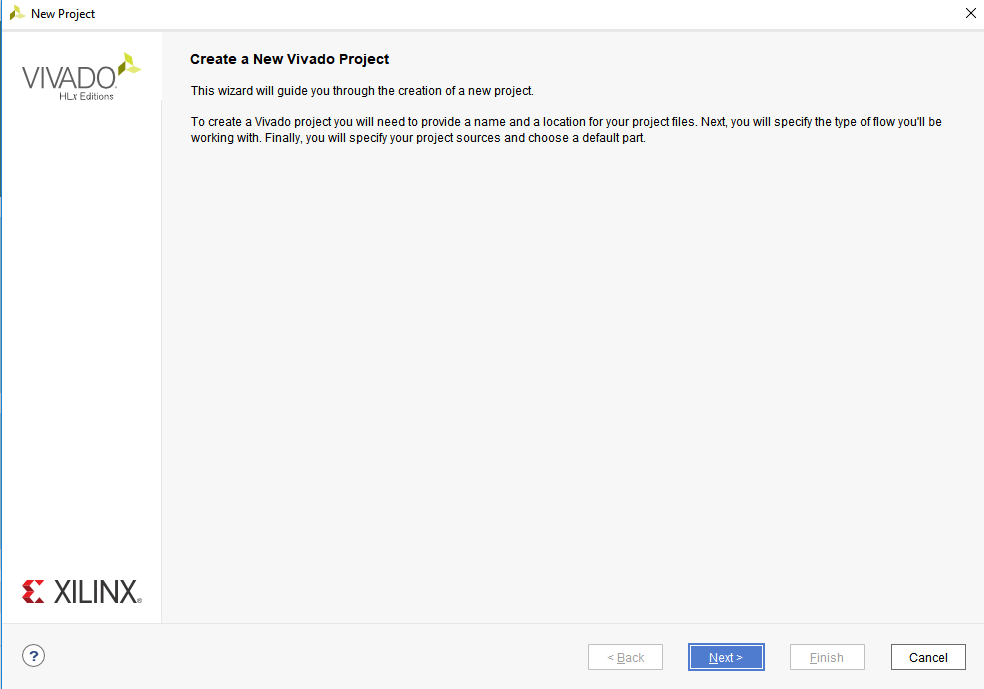 New Project
VIVADO
HLx Editions
Create a New Vivado Project
This wizard will guide you through the creation of a new project.
To create a Vivado project you will need to provide a name and a location for your project files. Next, you will specify the type of flow you'll be
working with. Finally, you will specify your project sources and choose a default part.
XILINX®
?
< Back
Next >
Finish
Cancel